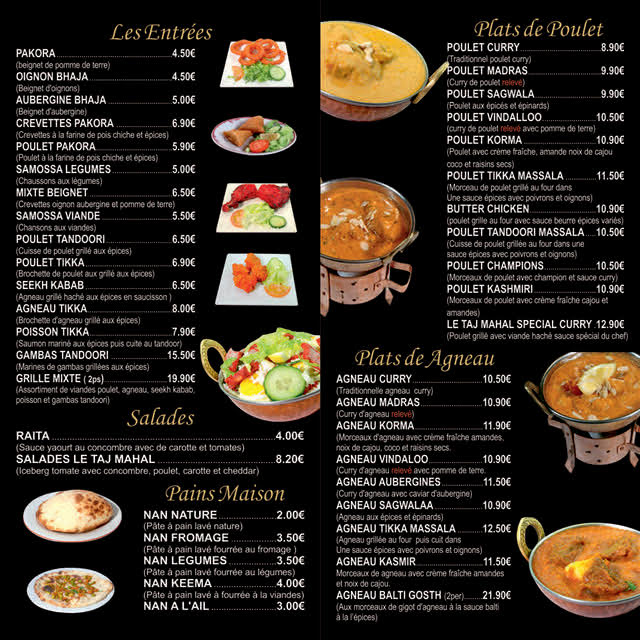 Les Entrées
PAKORA 4.50€
(beignet de pomme de terre)
OIGNON BHAJA 4.50€
(Beignet d'oignons)
AUBERGINE BHAJA 5.00€
(Beignet d'aubergine)
CREVETTES PAKORA 6.90€
(Crevettes à la farine de pois chiche et épices)
POULET PAKORA 5.90€
(Poulet à la farine de pois chiche et épices)
SAMOSSA LEGUMES 5.00€
(Chaussons aux légumes)
MIXTE BEIGNET 6.50€
(Crevettes oignon aubergine et pomme de terre)
SAMOSSA VIANDE 5.50€
(Chansons aux viandes)
POULET TANDOORI 6.50€
(Cuisse de poulet grillé aux épices)
POULET TIKKA 6.90€
(Brochette de poulet aux grillé aux épices)
SEEKH KABAB 6.50€
(Agneau grillé haché aux épices en saucisson )
AGNEAU TIKKA 8.00€
(Brochette d'agneau grillé aux épices)
POISSON TIKKA 7.90€
(Saumon mariné aux épices puis cuite au tandoor)
GAMBAS TANDOORI 15.50€
(Marines de gambas grillées aux épices)
GRILLE MIXTE ( 2ps) 19.90€
(Assortiment de viandes poulet, agneau, seekh kabab,
poisson et gambas tandoori)
Salades
RAITA 4.00€
(Sauce yaourt au concombre avec de carotte et tomates)
SALADES LE TAJ MAHAL 8.20€
(Iceberg tomate avec concombre, poulet, carotte et cheddar)
Pains Maison
NAN NATURE 2.00€
(Pâte à pain lavé nature)
NAN FROMAGE 3.50€
(Pâte à pain lavé fourrée au fromage )
NAN LEGUMES 3.50€
(Pâte à pain lavé fourrée au légumes)
NAN KEEMA 4.00€
(Pâte à pain lavé à fourrée à la viandes)
NAN A L'AIL 3.00€
Plats de Poulet
POULET CURRY 8.90€
(Traditionnel poulet curry)
POULET MADRAS 9.90€
(Curry de poulet relevé)
POULET SAGWALA 9.90€
(Poulet aux épicés et épinards)
POULET VINDALLOO 10.50€
(curry de poulet relevé avec pomme de terre)
POULET KORMA 10.90€
(Poulet avec crème fraîche, amande noix de cajou
coco et raisins secs)
POULET TIKKA MASSALA 11.50€
(Morceau de poulet grillé au four dans
Une sauce épices avec poivrons et oignons)
BUTTER CHICKEN 10.90€
(poulet grille au four avec sauce beurre épices variés)
POULET TANDOORI MASSALA 10.50€
(Cuisse de poulet grillée au four dans une
sauce épices avec poivrons et oignons)
POULET CHAMPIONS 10.50€
(Morceaux de poulet avec champion et sauce curry)
POULET KASHMIRI 10.90€
(Morceaux de poulet avec crème fraîche cajou et
amandes)
LE TAJ MAHAL SPECIAL CURRY 12.90€
(Poulet grillé avec viande haché sauce spécial du chef)
Plats de Agneau
AGNEAU CURRY 10.50€
(Traditionnelle agneau curry)
AGNEAU MADRAS 10.90€
(Curry d'agneau relevé)
AGNEAU KORMA 11.90€
(Morceaux d'agneau avec crème fraîche amandes,
noix de cajou, coco et raisins secs.
AGNEAU VINDALOO 10.90€
(Curry d'agneau relevé avec pomme de terre.
AGNEAU AUBERGINES 11.50€
(Curry d'agneau avec caviar d'aubergine)
AGNEAU SAGWALAA 10.90€
(Agneau aux épices et épinards)
AGNEAU TIKKA MASSALA 12.50€
(Agneau grillée au four puis cuit dans
Une sauce épices avec poivrons et oignons)
AGNEAU KASMIR 11.50€
Morceaux de agneau avec crème fraîche amandes
et noix de cajou.
AGNEAU BALTI GOSTH (2per) 21.90€
(Aux morceaux de gigot d'agneau à la sauce balti
à la l'épices)